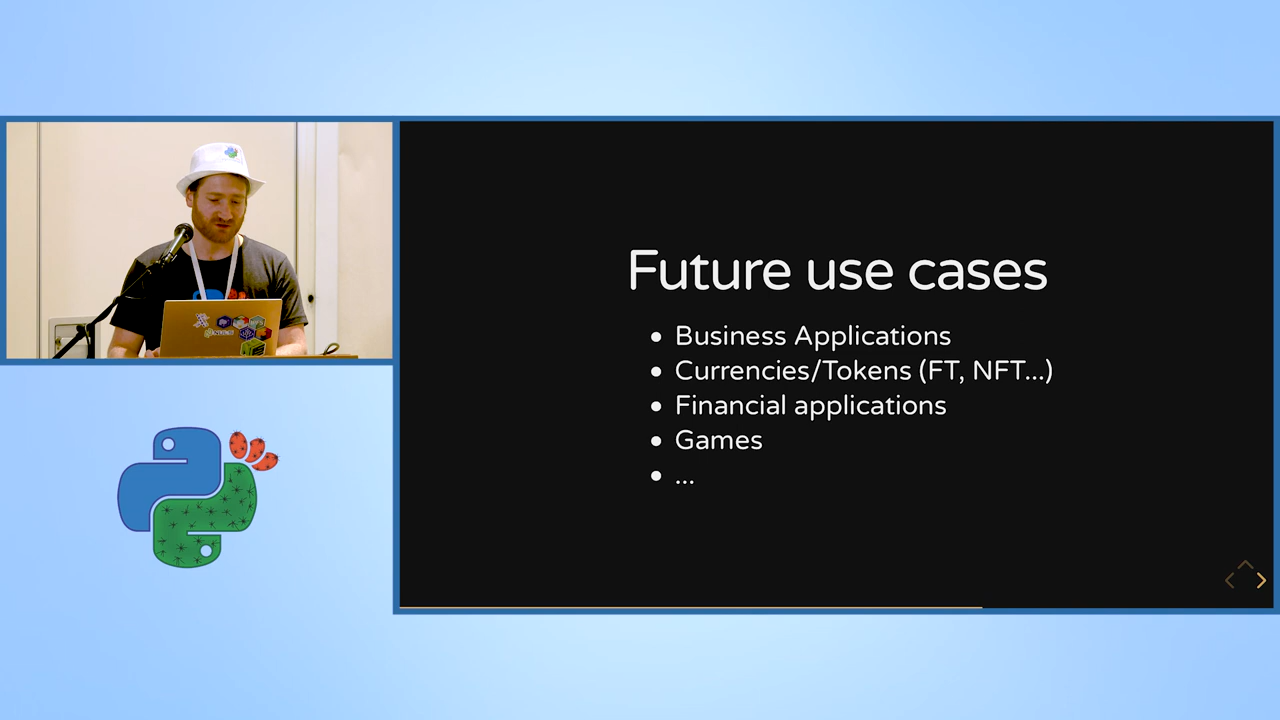 Future use cases
Business Applications
Currencies/Tokens (FT, NFT...)
Financial applications
Games
...